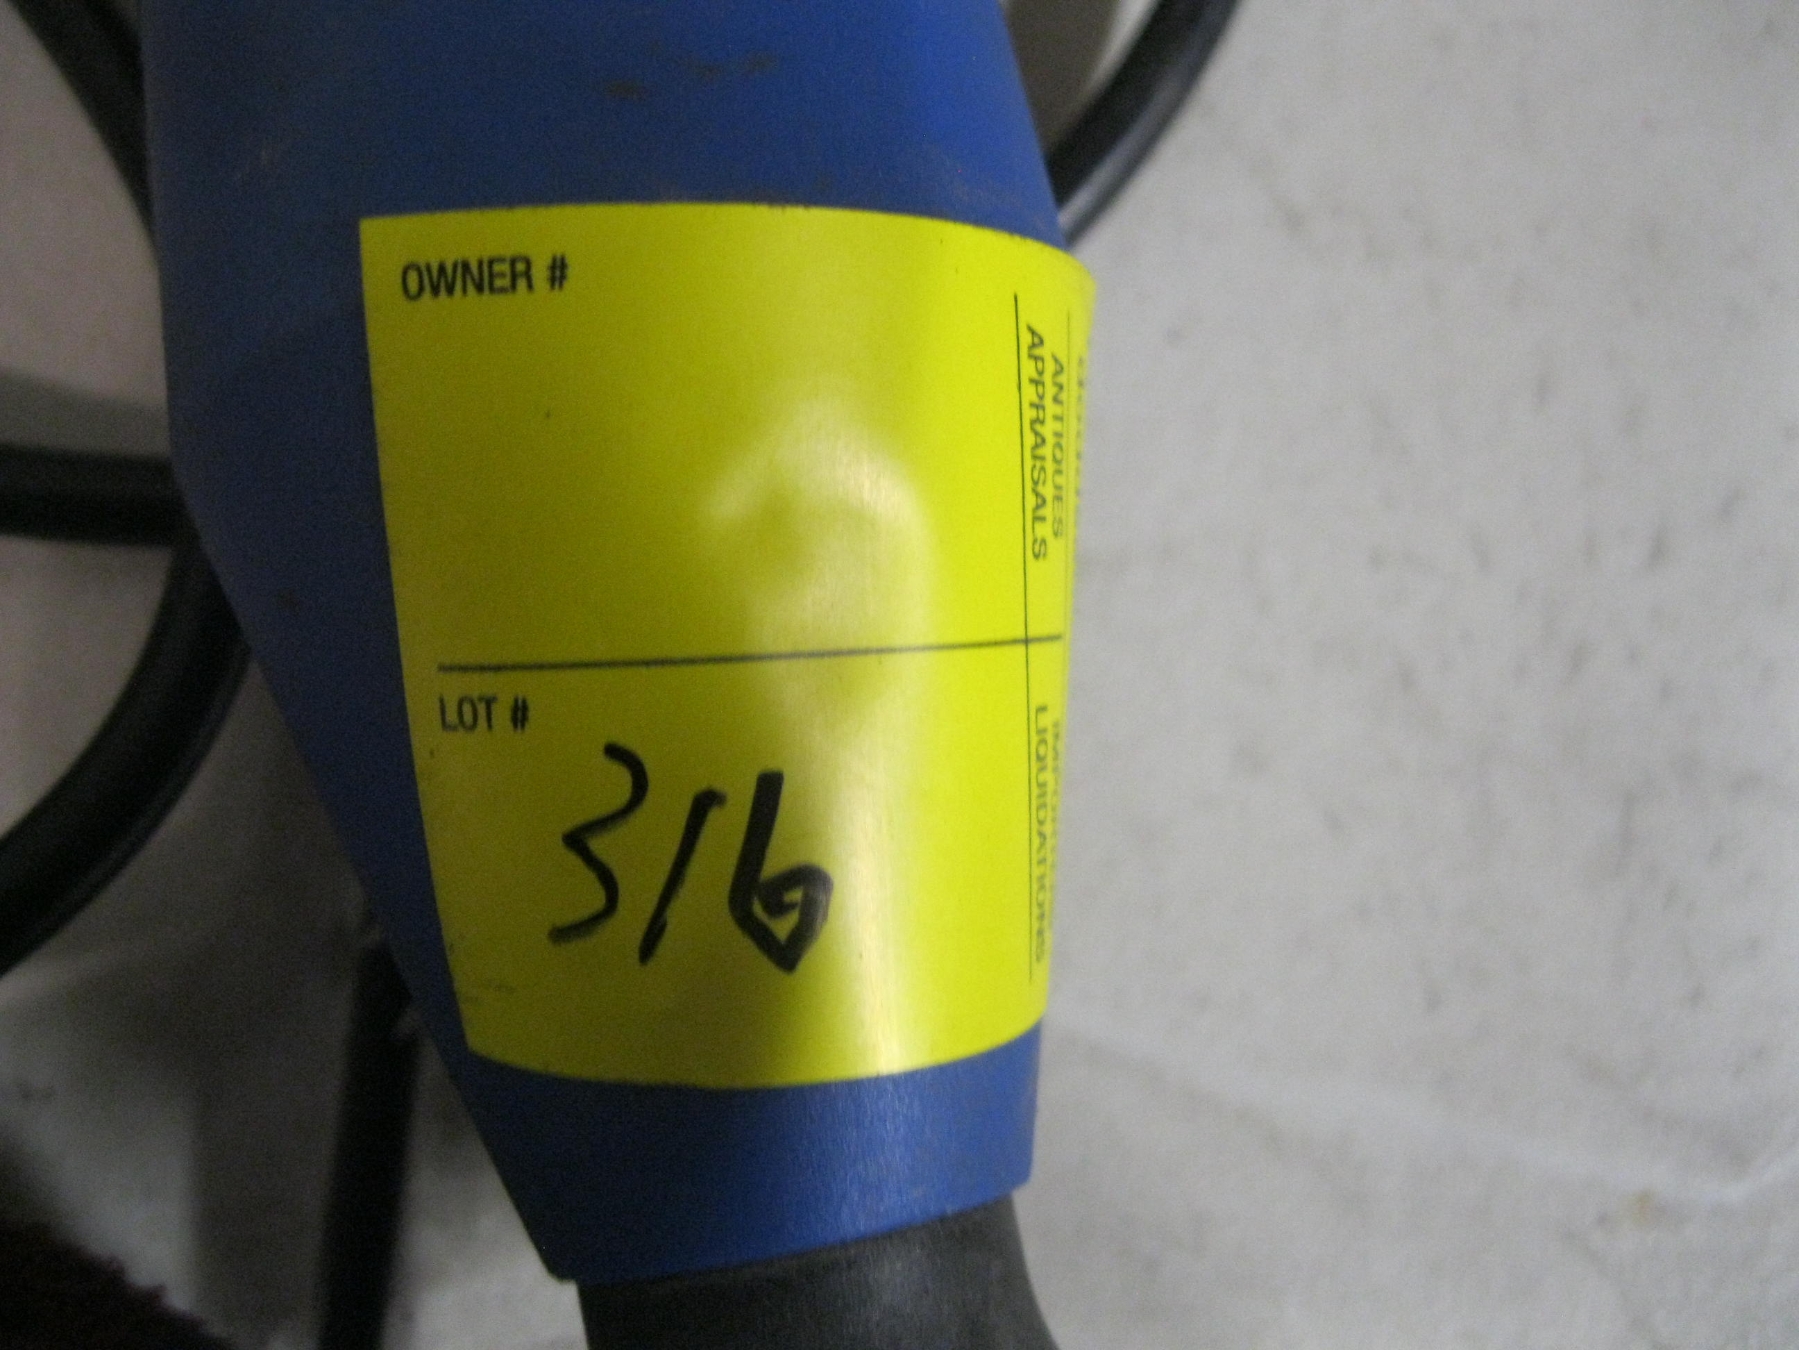 OWNER #
LOT #
316
ANTIQUES
APPRAISALS
LIQUIDATIONS